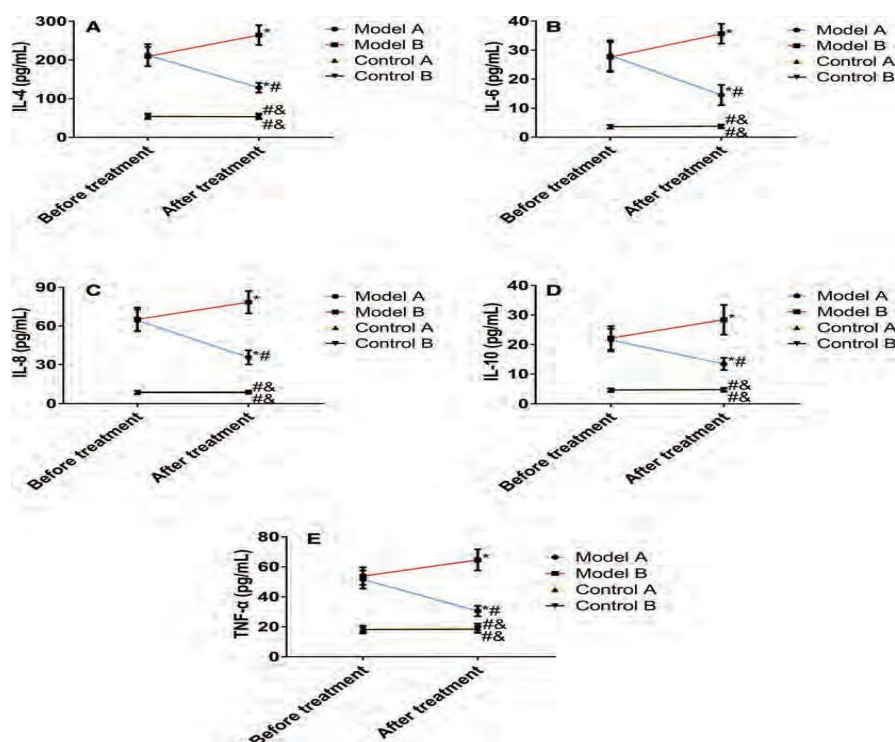 A
IL-4 (pg/mL)
300
200
100
0
Before treatment
After treatment
*
*#
#&
#&
Model A
Model B
Control A
Control B
B
IL-6 (pg/mL)
40
30
20
10
0
Before treatment
After treatment
*
*#
#&
#&
Model A
Model B
Control A
Control B
C
IL-8 (pg/mL)
90
60
30
0
Before treatment
After treatment
*
*#
#&
#&
Model A
Model B
Control A
Control B
D
IL-10 (pg/mL)
40
30
20
10
0
Before treatment
After treatment
*
*#
#&
#&
Model A
Model B
Control A
Control B
E
TNF-α (pg/mL)
80
60
40
20
0
Before treatment
After treatment
*
*#
#&
#&
Model A
Model B
Control A
Control B